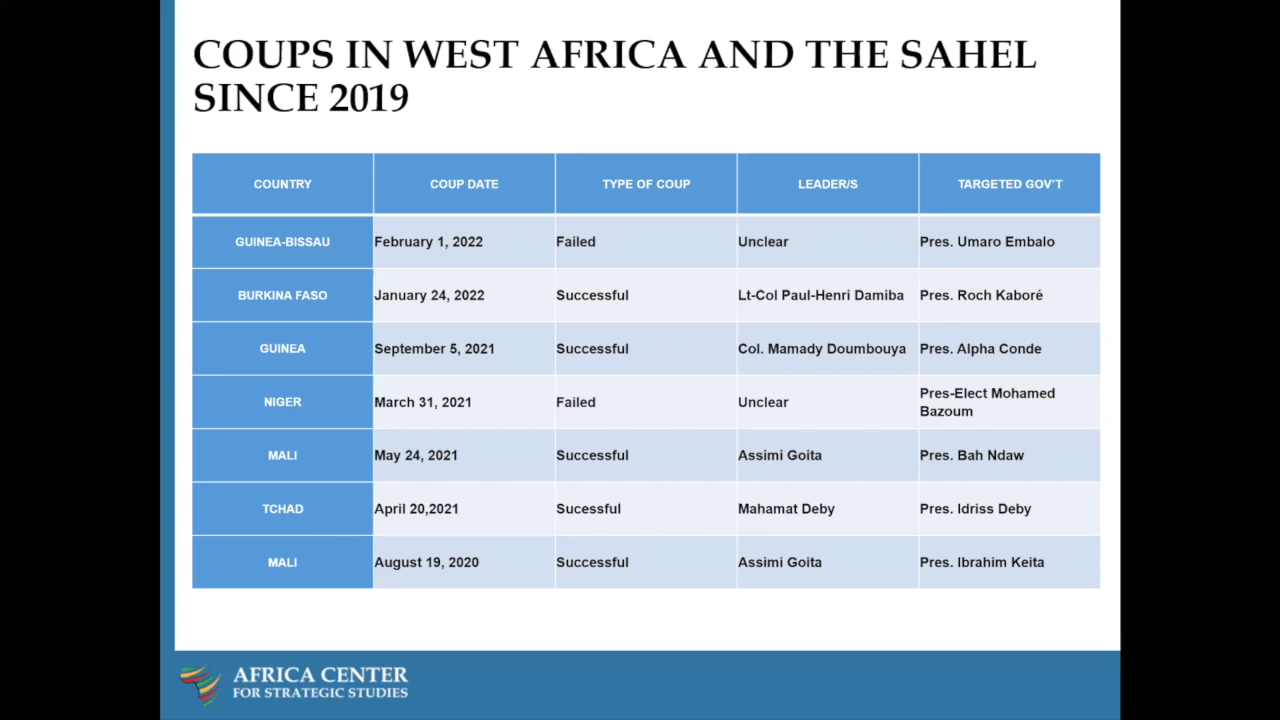 COUPS IN WEST AFRICA AND THE SAHEL
SINCE 2019
COUNTRY COUP DATE TYPE OF COUP LEADER/S TARGETED GOV'T
GUINEA-BISSAU February 1, 2022 Failed Unclear Pres. Umaro Embalo
BURKINA FASO January 24, 2022 Successful Lt-Col Paul-Henri Damiba Pres. Roch Kaboré
GUINEA September 5, 2021 Successful Col. Mamady Doumbouya Pres. Alpha Conde
NIGER March 31, 2021 Failed Unclear Pres-Elect Mohamed
Bazoum
MALI May 24, 2021 Successful Assimi Goita Pres. Bah Ndaw
TCHAD April 20,2021 Sucessful Mahamat Deby Pres. Idriss Deby
MALI August 19, 2020 Successful Assimi Goita Pres. Ibrahim Keita
AFRICA CENTER
FOR STRATEGIC STUDIES